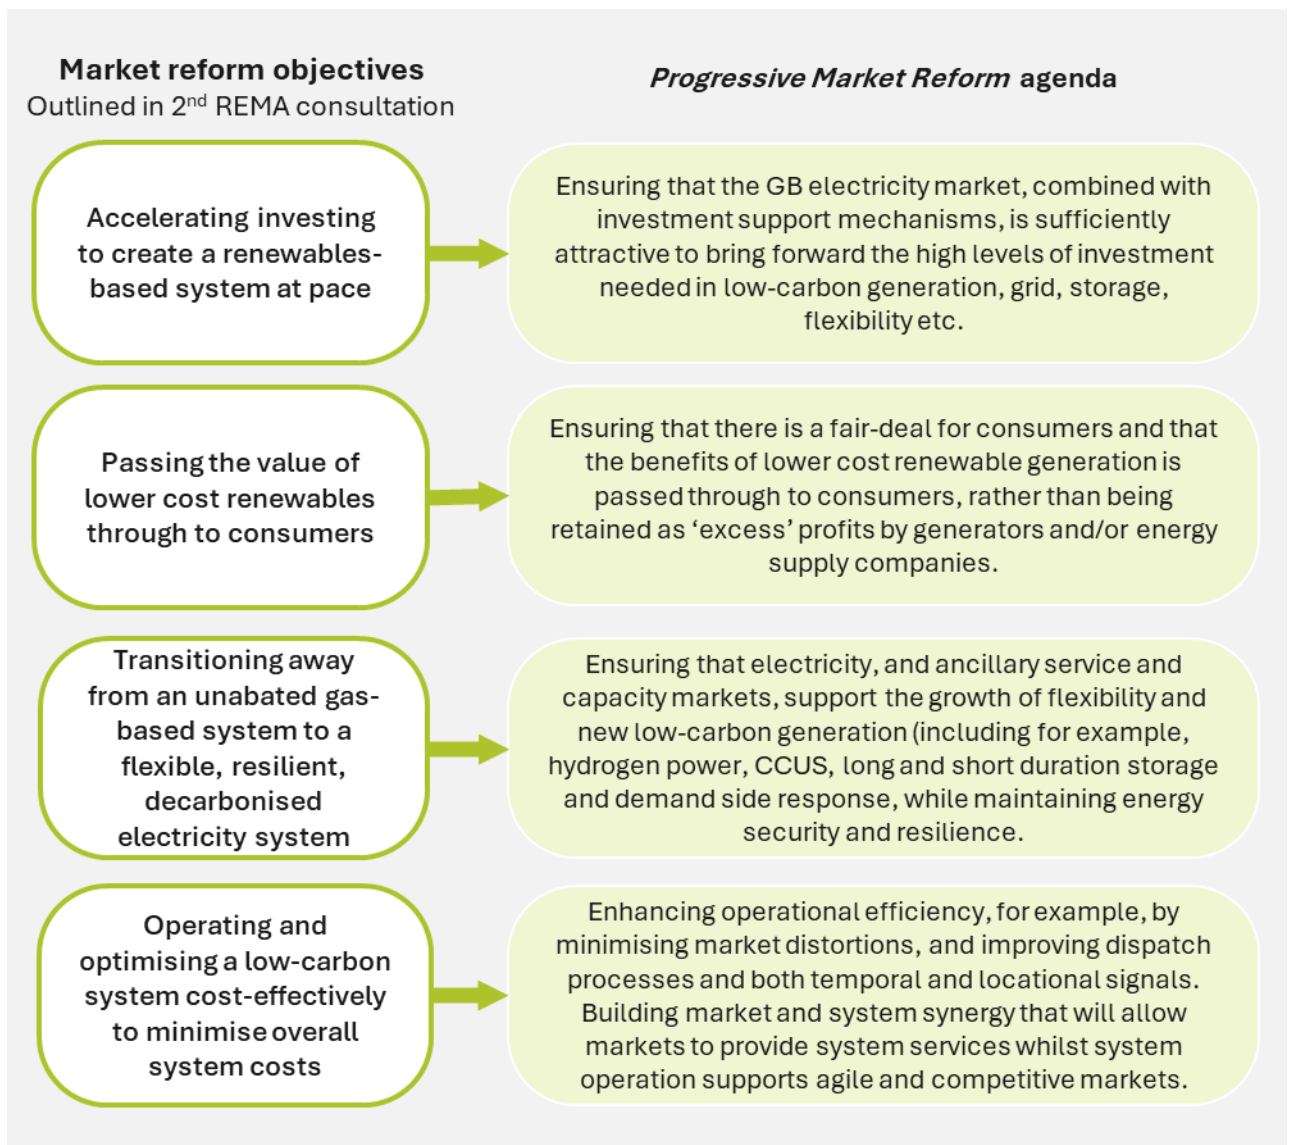 Market reform objectives
Outlined in 2nd REMA consultation
Progressive Market Reform agenda
Accelerating investing
to create a renewables-
based system at pace
Ensuring that the GB electricity market, combined with
investment support mechanisms, is sufficiently
attractive to bring forward the high levels of investment
needed in low-carbon generation, grid, storage,
flexibility etc.
Passing the value of
lower cost renewables
through to consumers
Ensuring that there is a fair-deal for consumers and that
the benefits of lower cost renewable generation is
passed through to consumers, rather than being
retained as ‘excess’ profits by generators and/or energy
supply companies.
Transitioning away
from an unabated gas-
based system to a
flexible, resilient,
decarbonised
electricity system
Ensuring that electricity, and ancillary service and
capacity markets, support the growth of flexibility and
new low-carbon generation (including for example,
hydrogen power, CCUS, long and short duration storage
and demand side response, while maintaining energy
security and resilience.
Operating and
optimising a low-carbon
system cost-effectively
to minimise overall
system costs
Enhancing operational efficiency, for example, by
minimising market distortions, and improving dispatch
processes and both temporal and locational signals.
Building market and system synergy that will allow
markets to provide system services whilst system
operation supports agile and competitive markets.